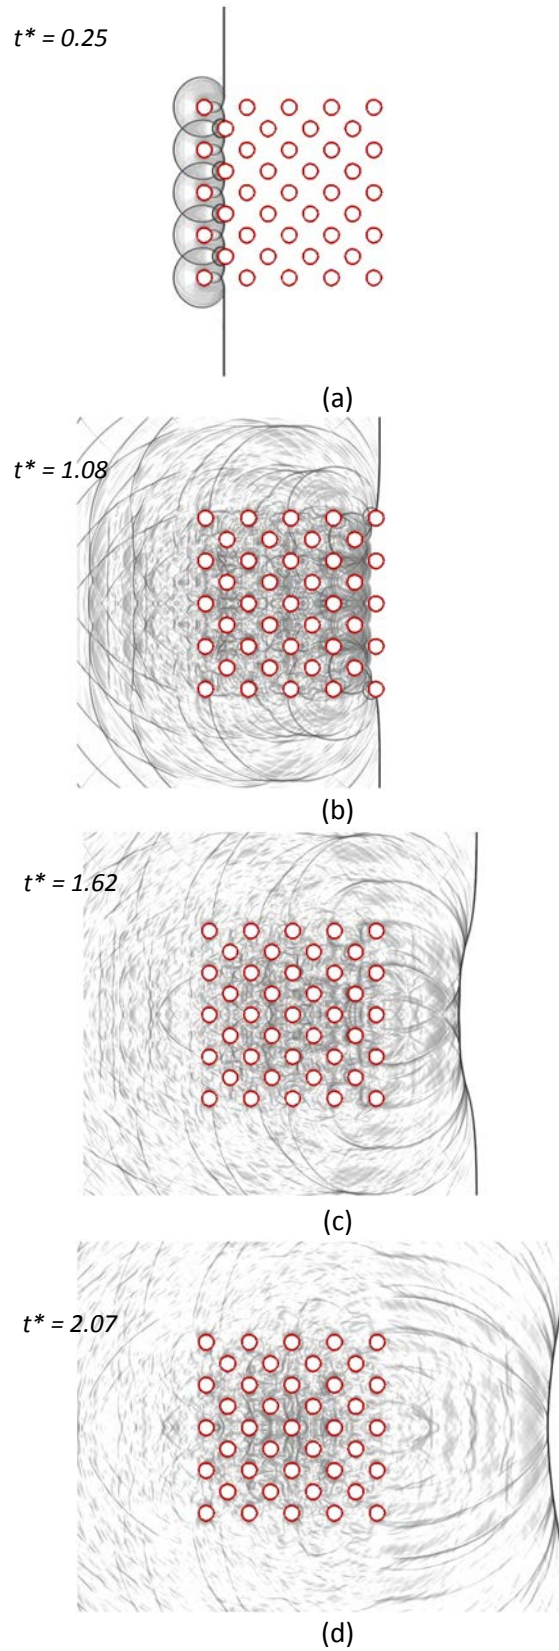 t* = 0.25
(a)
t* = 1.08
(b)
t* = 1.62
(c)
t* = 2.07
(d)